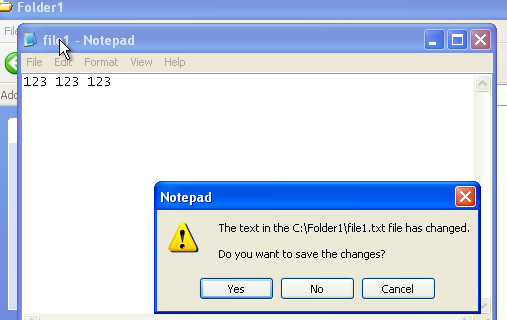 Folder1
file1 - Notepad
File Edit Format View Help
123 123 123
Notepad
The text in the C:\Folder1\file1.txt file has changed.
Do you want to save the changes?
Yes No Cancel